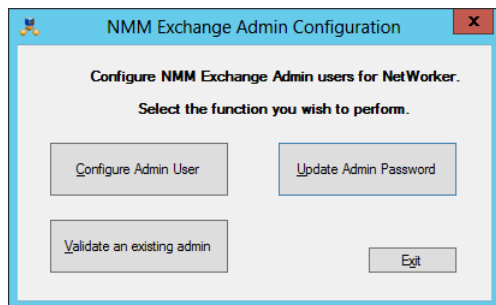 NMM Exchange Admin Configuration
x
Configure NMM Exchange Admin users for NetWorker.
Select the function you wish to perform.
Configure Admin User
Update Admin Password
Validate an existing admin
Exit